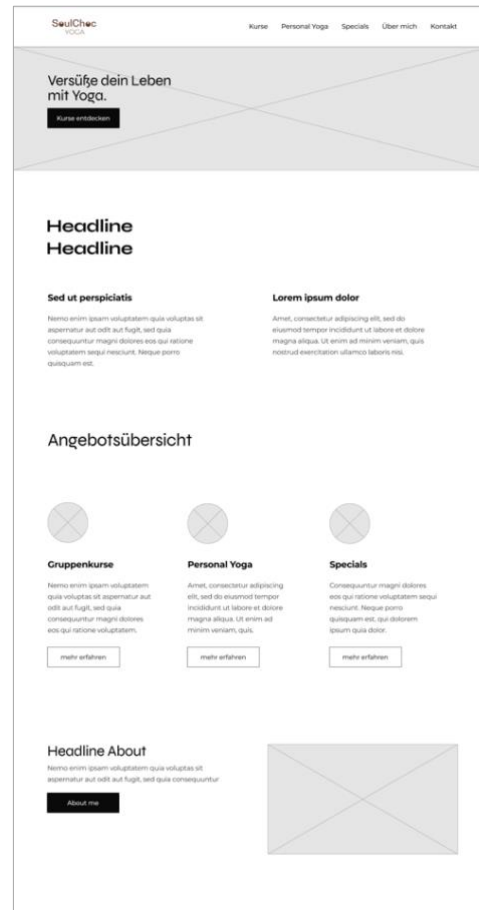 SoulChoc
YOGA
Kurse Personal Yoga Specials Über mich Kontakt
Versüße dein Leben
mit Yoga.
Kurse entdecken
Headline
Headline
Sed ut perspiciatis
Nemo enim ipsam voluptatem quia voluptas sit
aspernatur aut odit aut fugit, sed quia
consequuntur magni dolores eos qui ratione
voluptatem sequi nesciunt. Neque porro
quisquam est.
Lorem ipsum dolor
Amet, consectetur adipiscing elit, sed do
eiusmod tempor incididunt ut labore et dolore
magna aliqua. Ut enim ad minim veniam, quis
nostrud exercitation ullamco laboris nisi.
Angebotsübersicht
Gruppenkurse
Nemo enim ipsam voluptatem
quia voluptas sit aspernatur aut
odit aut fugit, sed quia
consequuntur magni dolores
eos qui ratione voluptatem.
mehr erfahren
Personal Yoga
Amet, consectetur adipiscing
elit, sed do eiusmod tempor
incididunt ut labore et dolore
magna aliqua. Ut enim ad
minim veniam, quis.
mehr erfahren
Specials
Consequuntur magni dolores
eos qui ratione voluptatem sequi
nesciunt. Neque porro
quisquam est, qui dolorem
ipsum quia dolor.
mehr erfahren
Headline About
Nemo enim ipsam voluptatem quia voluptas sit
aspernatur aut odit aut fugit, sed quia consequuntur
About me